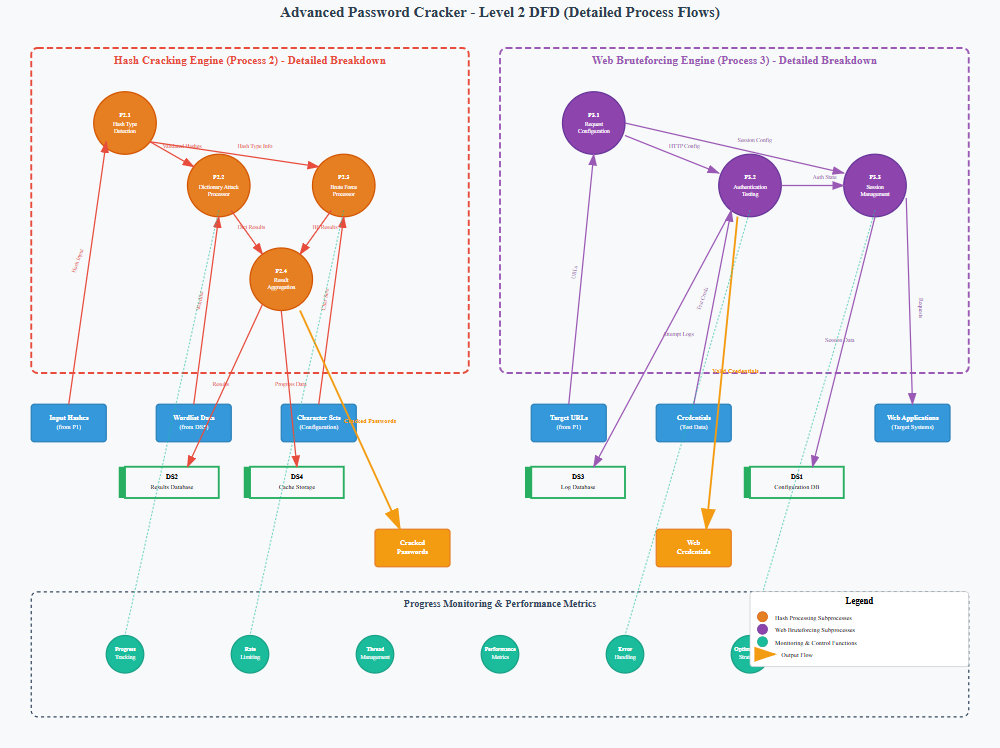 Advanced Password Cracker - Level 2 DFD (Detailed Process Flows)
Hash Cracking Engine (Process 2) - Detailed Breakdown
Web Bruteforcing Engine (Process 3) - Detailed Breakdown
P2.1
Hash Type
Detection
P3.1
Request
Configuration
Validated Hashes
Hash Type Info
HTTP Config
Session Config
P2.2
Dictionary Attack
Processor
P2.3
Brute Force
Processor
P3.2
Authentication
Testing
Auth State
P3.3
Session
Management
Dict Results
BF Results
Hash Input
P2.4
Result
Aggregation
URLs
Wordlist
Char Sets
Test Creds
Requests
Attempt Logs
Session Data
Valid Credentials
Results
Progress Data
Input Hashes
(from P1)
Wordlist Data
(from DS5)
Character Sets
(Configuration)
Cracked Passwords
Target URLs
(from P1)
Credentials
(Test Data)
Web Applications
(Target Systems)
DS2
Results Database
DS4
Cache Storage
DS3
Log Database
DS1
Configuration DB
Cracked
Passwords
Web
Credentials
Progress Monitoring & Performance Metrics
Progress
Tracking
Rate
Limiting
Thread
Management
Performance
Metrics
Error
Handling
Legend
Hash Processing Subprocesses
Web Bruteforcing Subprocesses
Monitoring & Control Functions
Output Flow